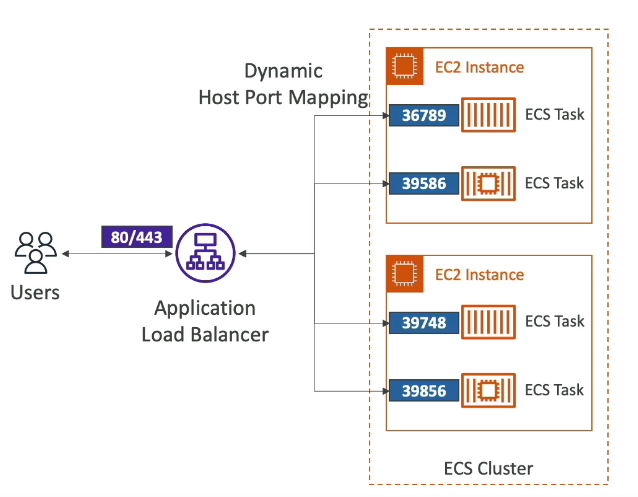 Dynamic
Host Port Mapping
EC2 Instance
36789
ECS Task
39586
ECS Task
80/443
Users
Application
Load Balancer
EC2 Instance
39748
ECS Task
39856
ECS Task
ECS Cluster